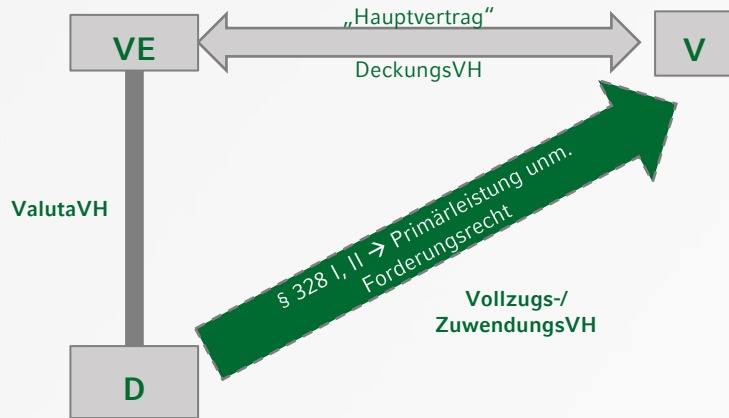 „Hauptvertrag“
VE
V
DeckungsVH
ValutaVH
§ 328 I, II → Primärleistung unm.
Forderungsrecht
Vollzugs-/
ZuwendungsVH
D